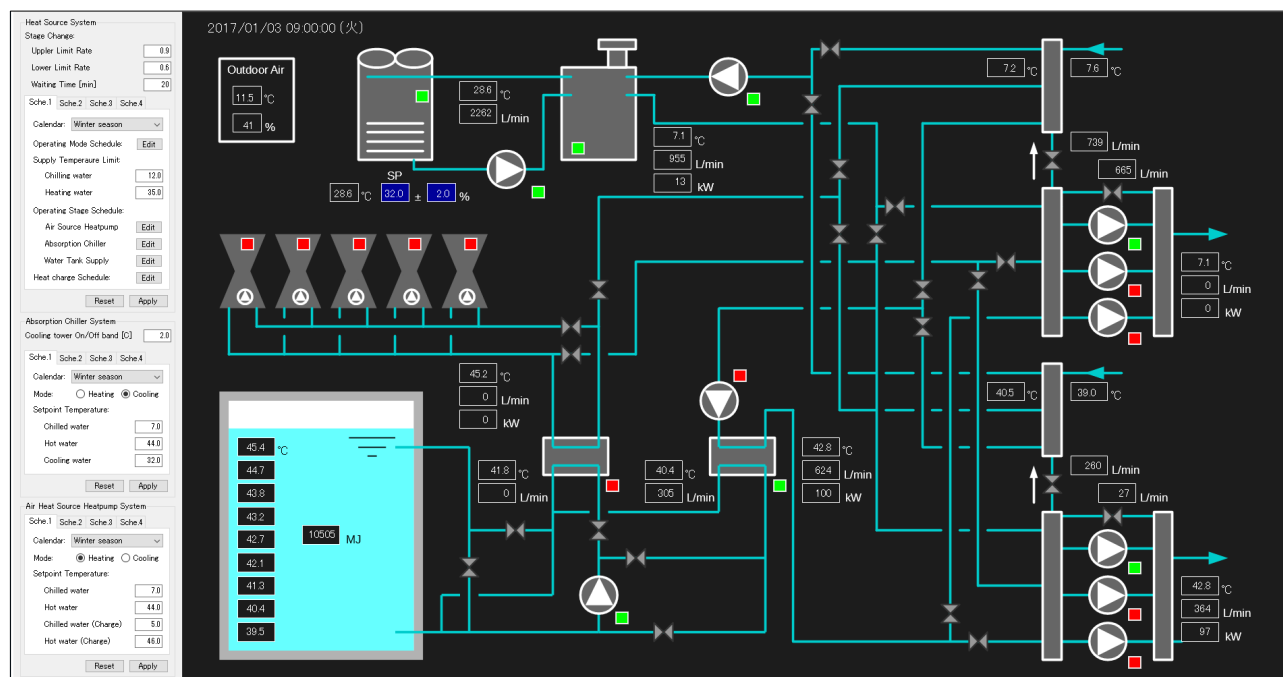 Heat Source System
Stage Change:
Uppler Limit Rate 0.9
Lower Limit Rate 0.6
Waiting Time [min] 20
Sche.1 Sche.2 Sche.3 Sche.4
Calendar: Winter season
Operating Mode Schedule: Edit
Supply Temperaure Limit:
Chilling water 12.0
Heating water 35.0
Operating Stage Schedule:
Air Source Heatpump Edit
Absorption Chiller Edit
Water Tank Supply Edit
Heat charge Schedule: Edit
Reset Apply
Absorption Chiller System
Cooling tower On/Off band [C] 2.0
Sche.1 Sche.2 Sche.3 Sche.4
Calendar: Winter season
Mode: Heating Cooling
Setpoint Temperature:
Chilled water 7.0
Hot water 44.0
Cooling water 32.0
Reset Apply
Air Heat Source Heatpump System
Sche.1 Sche.2 Sche.3 Sche.4
Calendar: Winter season
Mode: Heating Cooling
Setpoint Temperature:
Chilled water 7.0
Hot water 44.0
Chilled water (Charge) 5.0
Hot water (Charge) 46.0
Reset Apply
2017/01/03 09:00:00 (火)
Outdoor Air
11.5 ℃
41 %
28.6 ℃
2262 L/min
SP
28.6 ℃ 32.0 ± 2.0 %
7.1 ℃
955 L/min
13 kW
7.2 ℃ 7.6 ℃
739 L/min
665 L/min
7.1 ℃
0 L/min
0 kW
45.2 ℃
0 L/min
0 kW
41.8 ℃
0 L/min
40.4 ℃
305 L/min
42.8 ℃
624 L/min
100 kW
40.5 ℃ 39.0 ℃
260 L/min
27 L/min
42.8 ℃
364 L/min
97 kW
45.4 ℃
44.7
43.8
43.2
42.7
42.1
41.3
40.4
39.5
10505 MJ